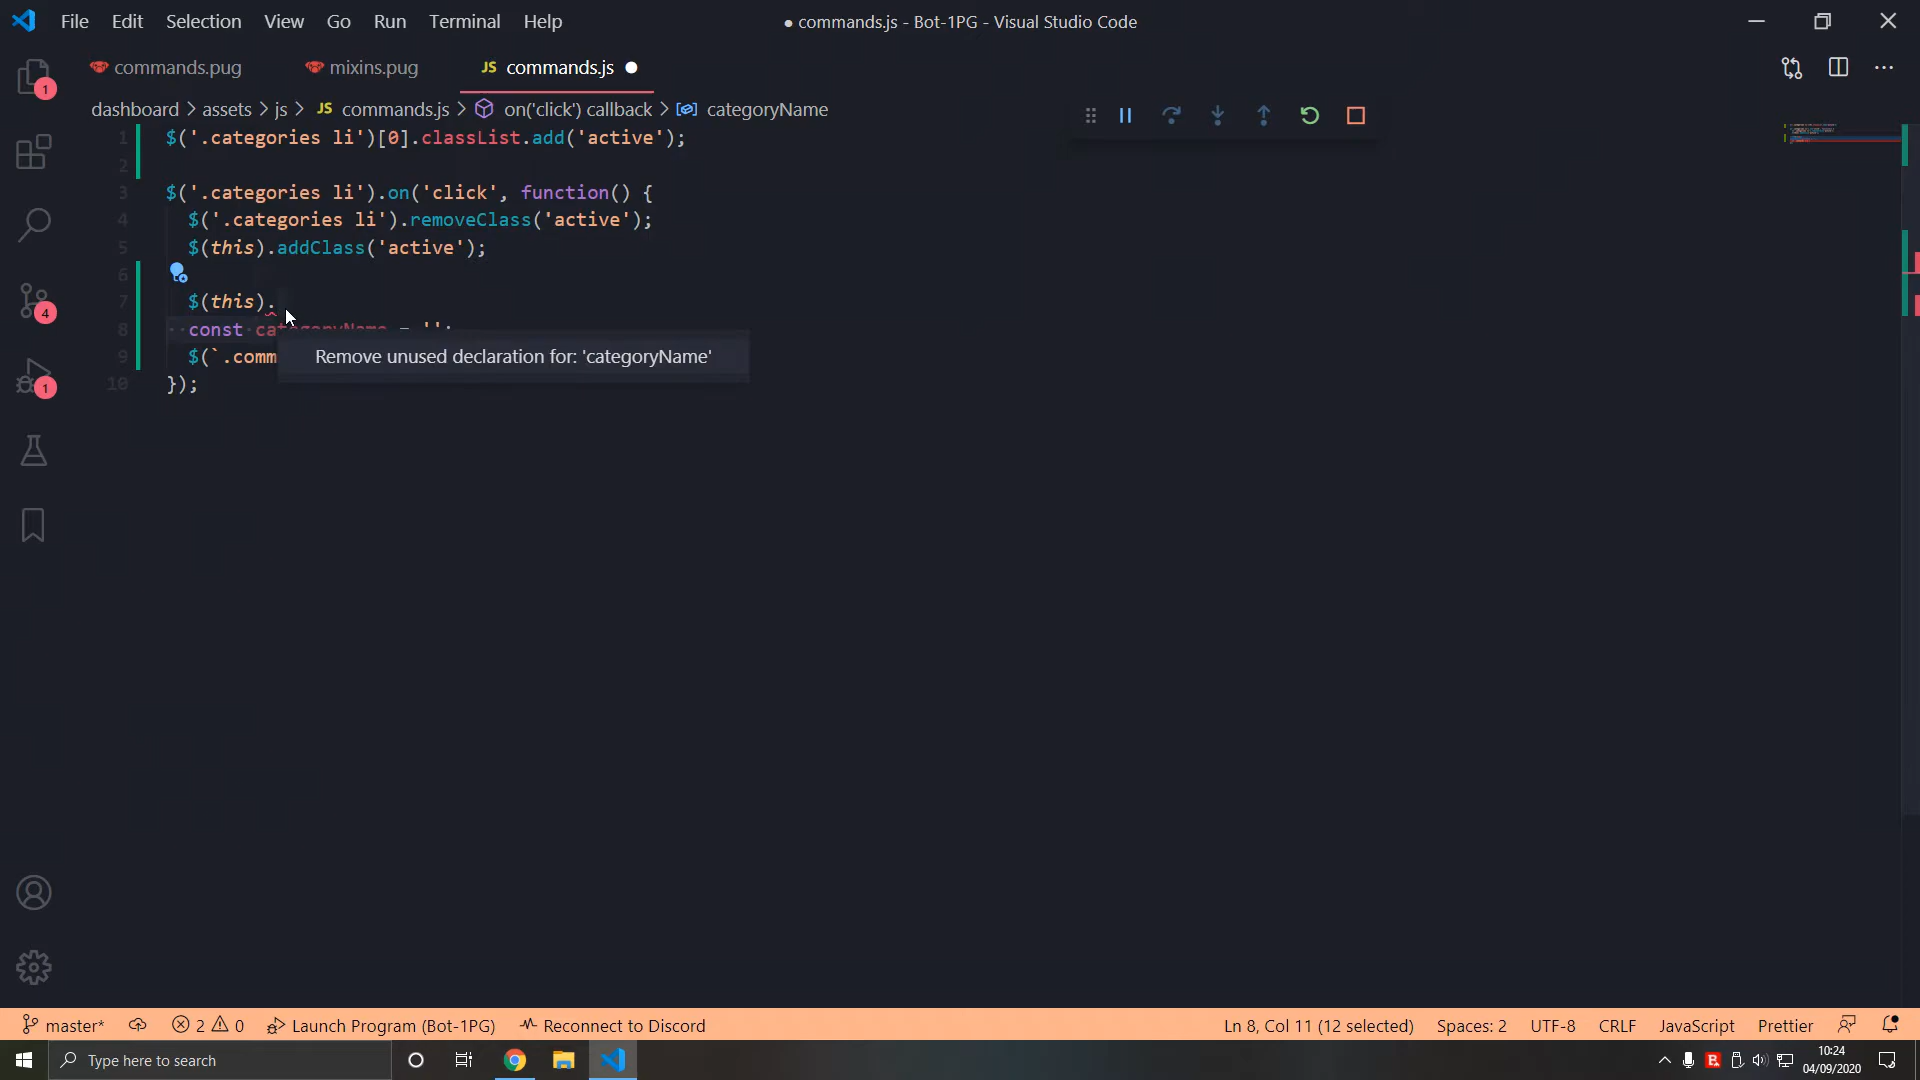 File Edit Selection View Go Run Terminal Help
● commands.js - Bot-1PG - Visual Studio Code
commands.pug mixins.pug JS commands.js ●
dashboard > assets > js > JS commands.js > on('click') callback > categoryName
1 $('.categories li')[0].classList.add('active');
2
3 $('.categories li').on('click', function() {
4 $('.categories li').removeClass('active');
5 $(this).addClass('active');
6
7 $(this).
8 const categoryName = '';
9 $(`.comm
Remove unused declaration for: 'categoryName'
10 });
1
4
1
master* 2 0 Launch Program (Bot-1PG) Reconnect to Discord
Ln 8, Col 11 (12 selected) Spaces: 2 UTF-8 CRLF JavaScript Prettier
Type here to search
B
10:24
04/09/2020